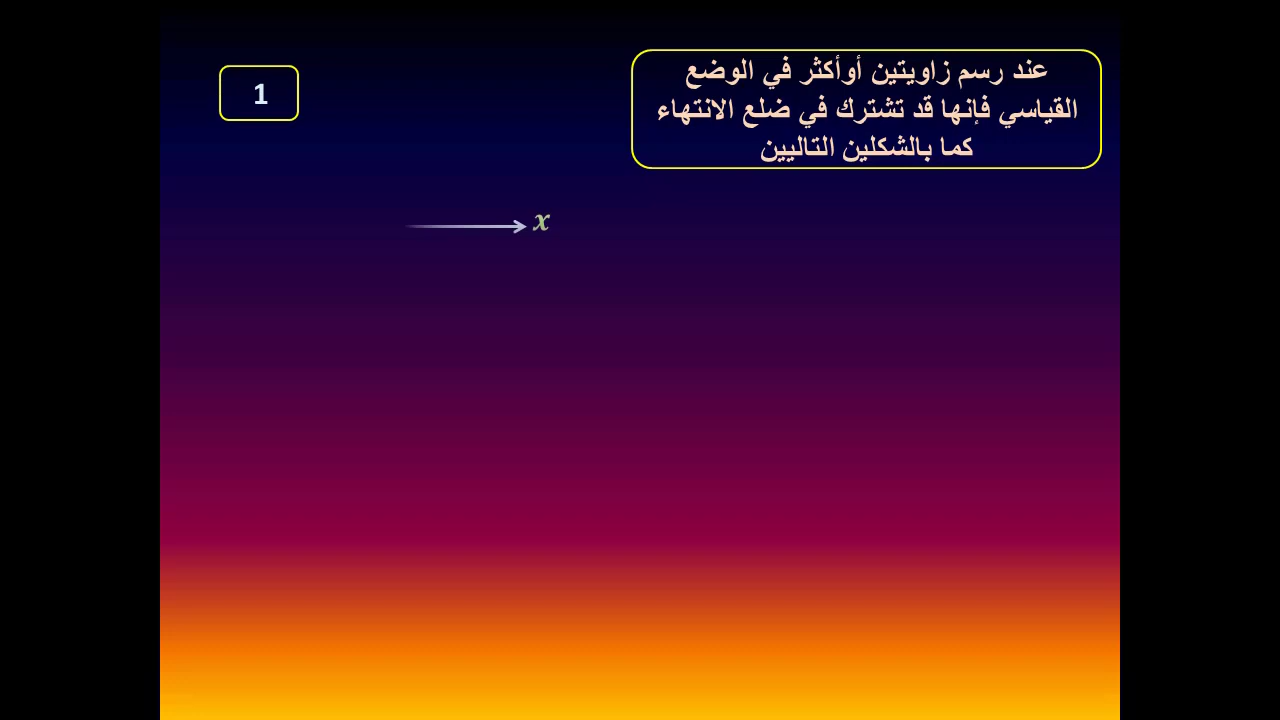 عند رسم زاويتين أوأكثر في الوضع
القياسي فإنها قد تشترك في ضلع الانتهاء
كما بالشكلين التاليين
1
x